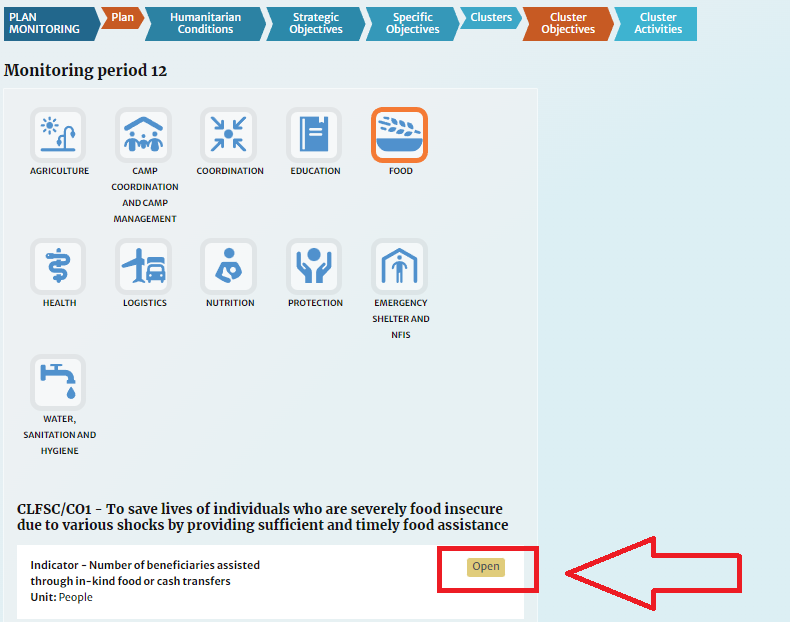 PLAN
MONITORING
Plan
Humanitarian
Conditions
Strategic
Objectives
Specific
Objectives
Clusters
Cluster
Objectives
Cluster
Activities
Monitoring period 12
AGRICULTURE
CAMP
COORDINATION
AND CAMP
MANAGEMENT
COORDINATION
EDUCATION
FOOD
HEALTH
LOGISTICS
NUTRITION
PROTECTION
EMERGENCY
SHELTER AND
NFIS
WATER,
SANITATION AND
HYGIENE
CLFSC/CO1 - To save lives of individuals who are severely food insecure
due to various shocks by providing sufficient and timely food assistance
Indicator - Number of beneficiaries assisted
through in-kind food or cash transfers
Unit: People
Open